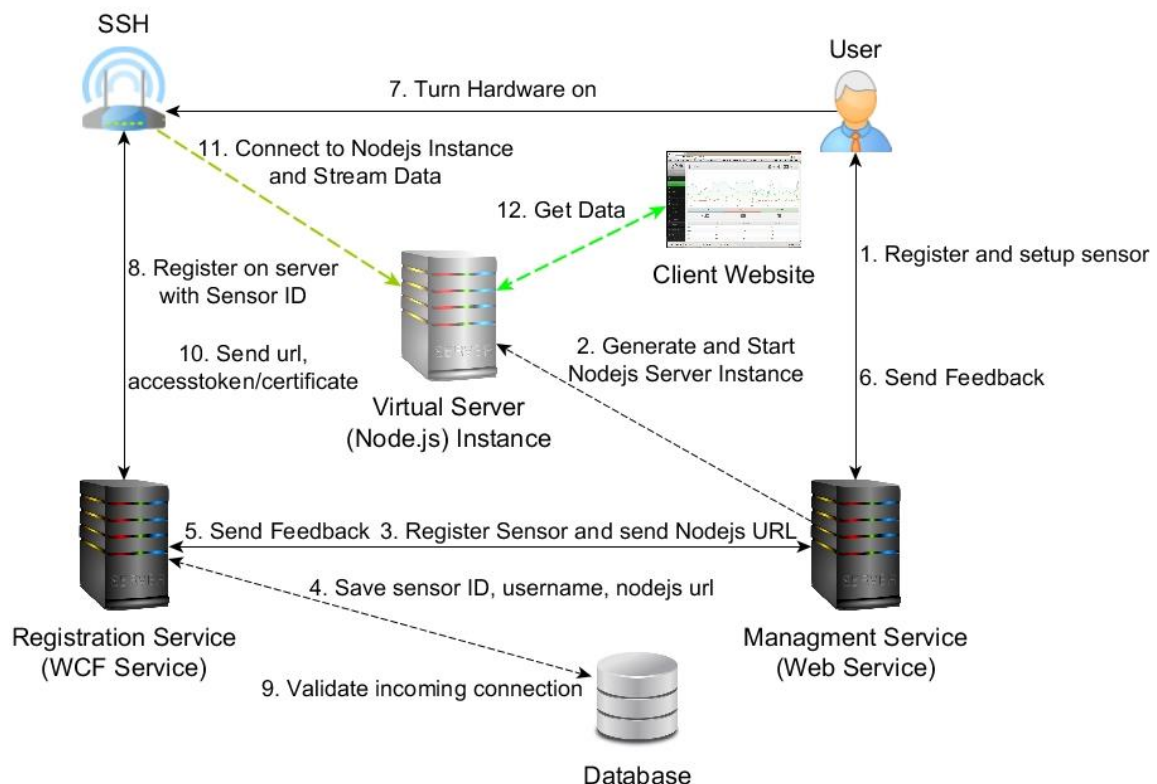 SSH
User
7. Turn Hardware on
11. Connect to Nodejs Instance
and Stream Data
12. Get Data
Client Website
1. Register and setup sensor
8. Register on server
with Sensor ID
10. Send url,
accesstoken/certificate
2. Generate and Start
Nodejs Server Instance
6. Send Feedback
Virtual Server
(Node.js) Instance
5. Send Feedback 3. Register Sensor and send Nodejs URL
4. Save sensor ID, username, nodejs url
Registration Service
(WCF Service)
Managment Service
(Web Service)
9. Validate incoming connection
Database